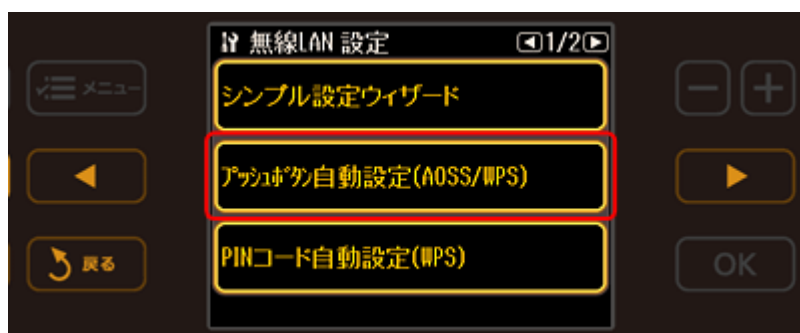 無線LAN 設定
1/2
メニュー
シンプル設定ウィザード
ﾌﾟｯｼｭﾎﾞﾀﾝ自動設定(AOSS/WPS)
戻る
PINコード自動設定(WPS)
OK